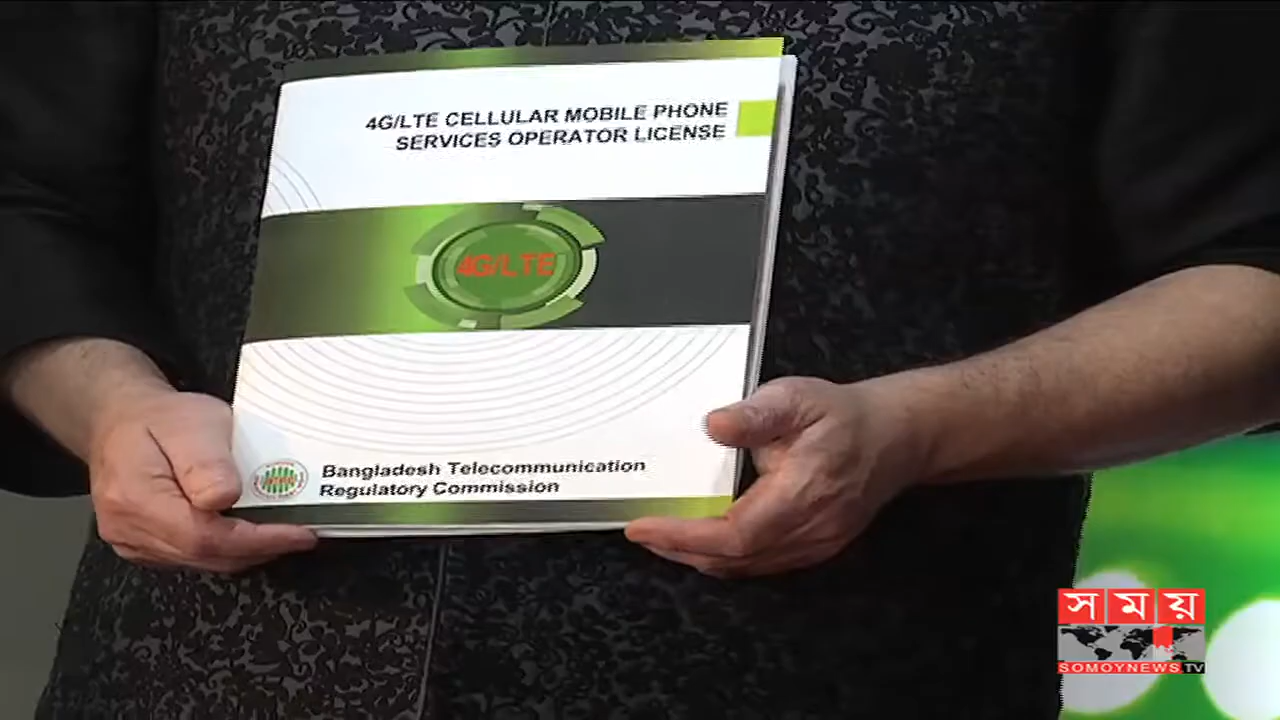 4G/LTE CELLULAR MOBILE PHONE
SERVICES OPERATOR LICENSE
4G/LTE
Bangladesh Telecommunication
Regulatory Commission
সময়
SOMOYNEWS.TV